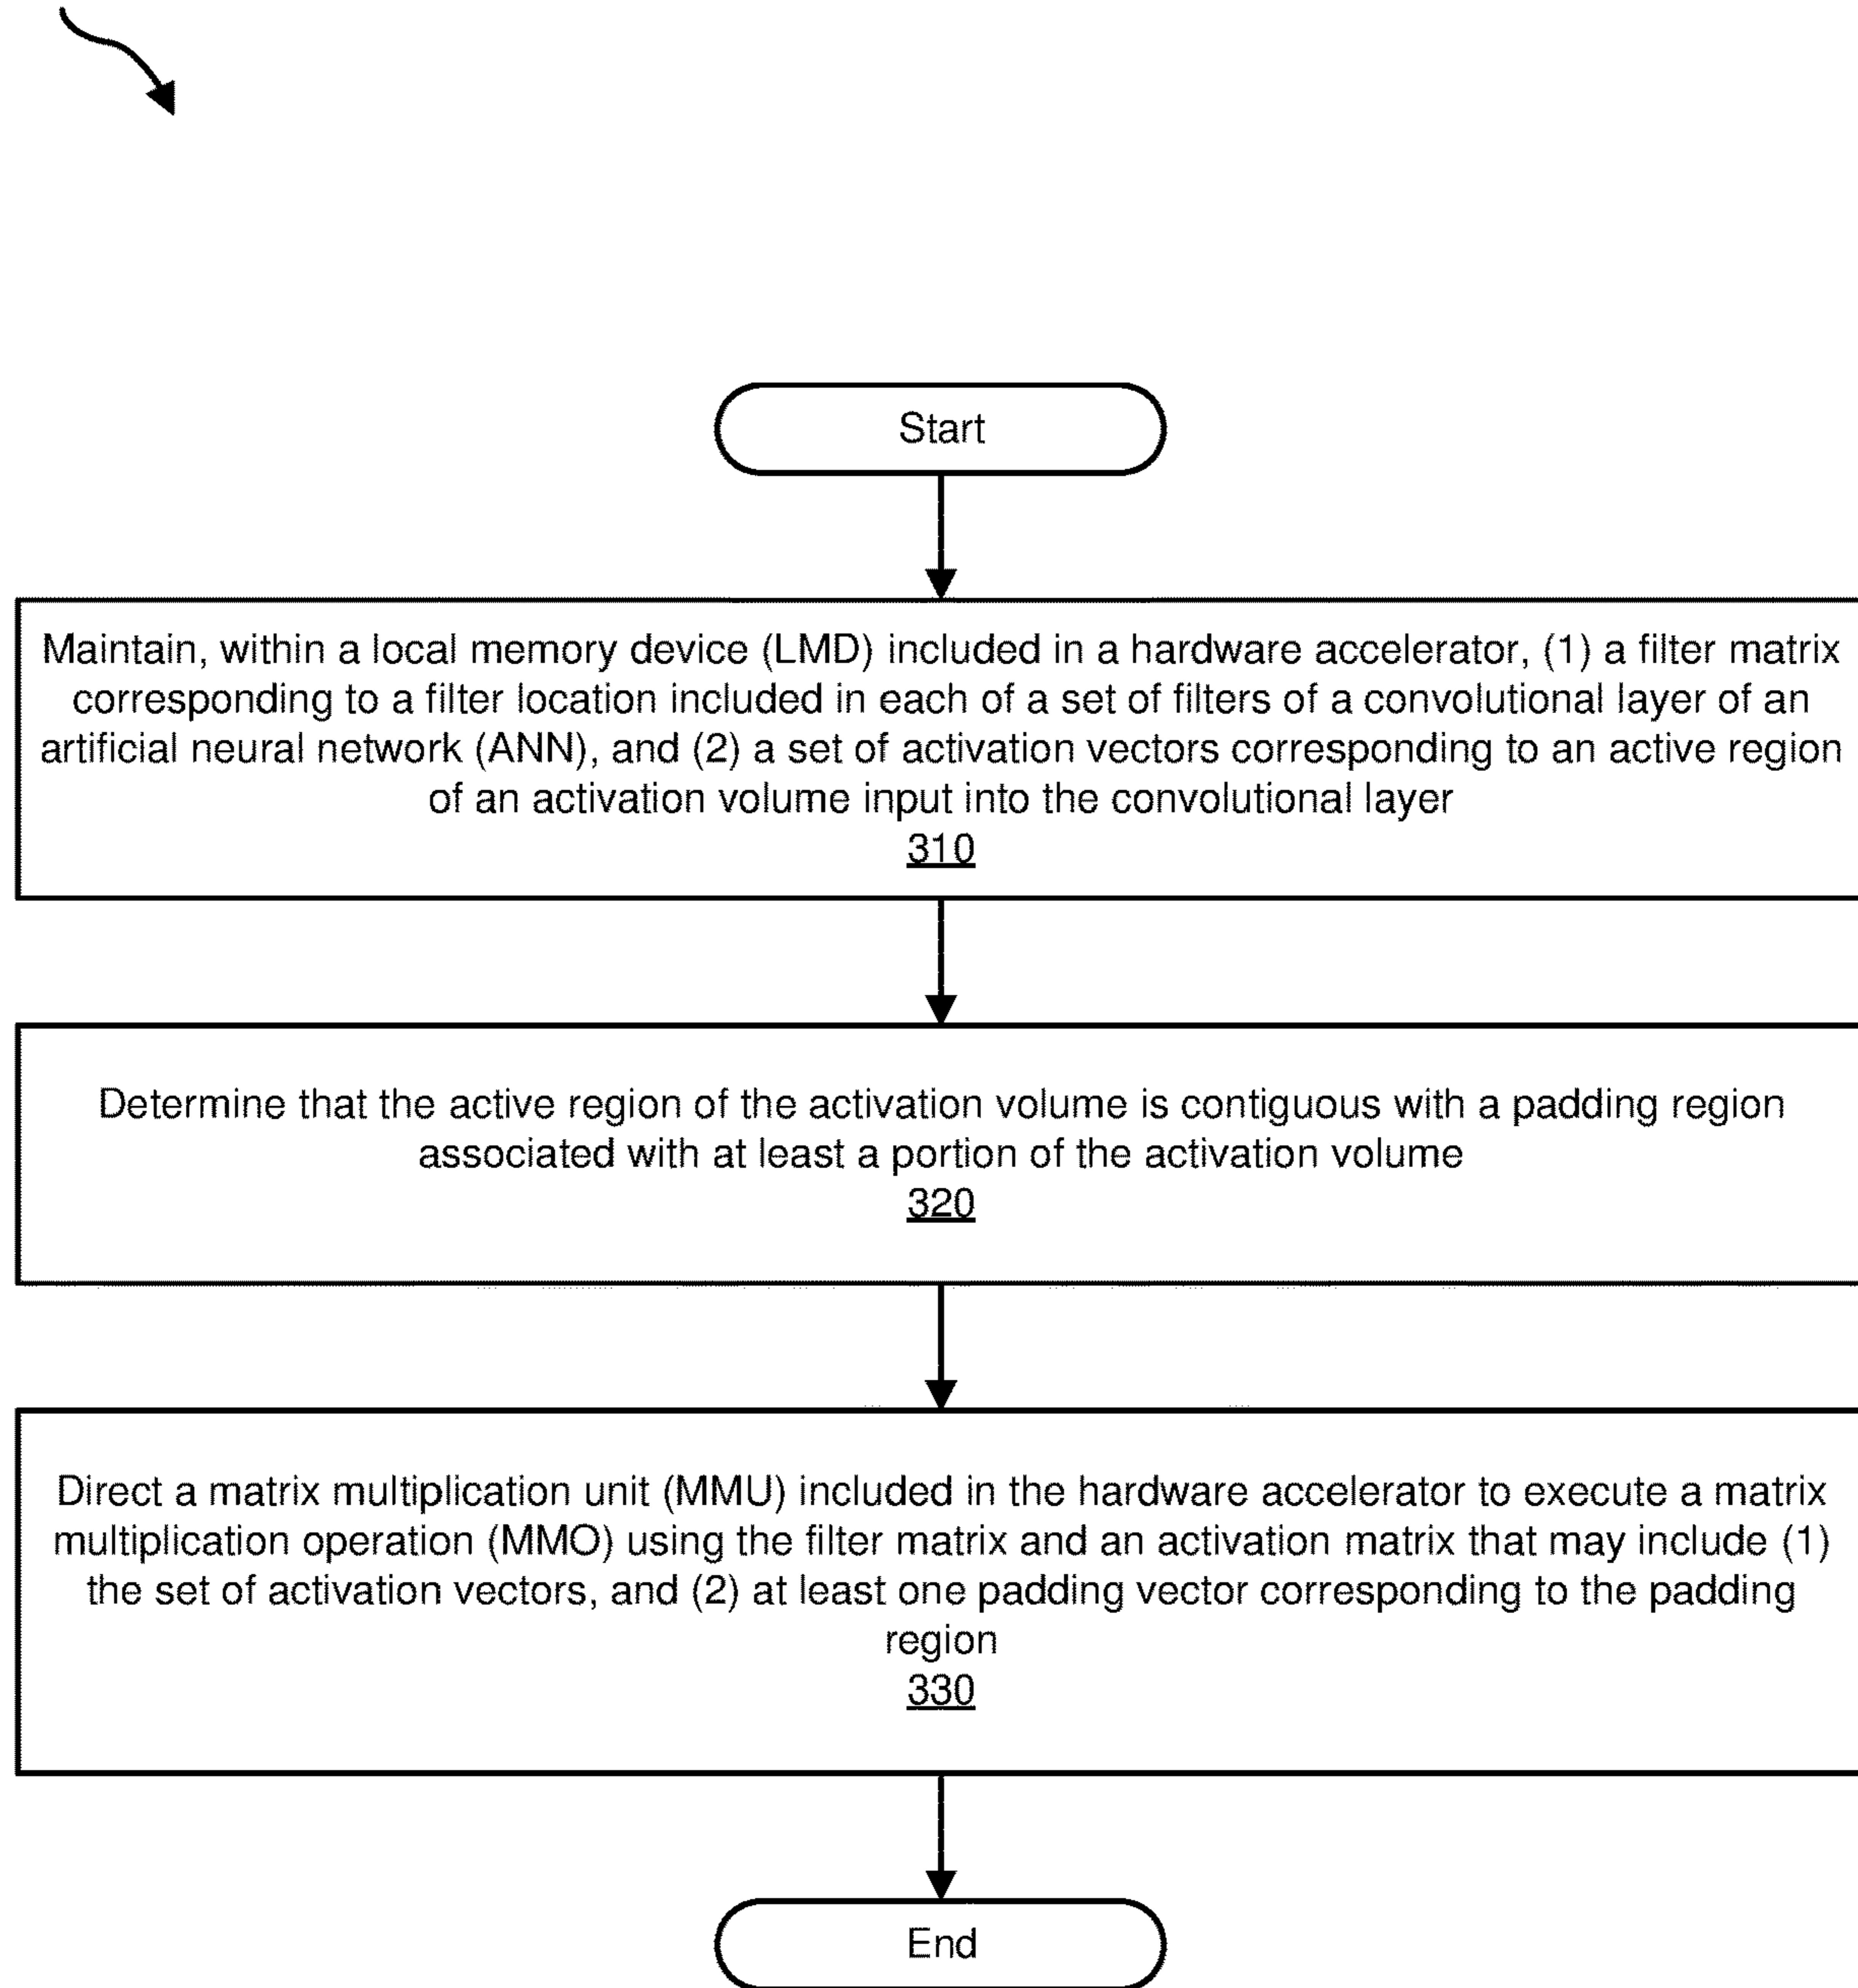 Start
Maintain, within a local memory device (LMD) included in a hardware accelerator, (1) a filter matrix
corresponding to a filter location included in each of a set of filters of a convolutional layer of an
artificial neural network (ANN), and (2) a set of activation vectors corresponding to an active region
of an activation volume input into the convolutional layer
310
Determine that the active region of the activation volume is contiguous with a padding region
associated with at least a portion of the activation volume
320
Direct a matrix multiplication unit (MMU) included in the hardware accelerator to execute a matrix
multiplication operation (MMO) using the filter matrix and an activation matrix that may include (1)
the set of activation vectors, and (2) at least one padding vector corresponding to the padding
region
330
End